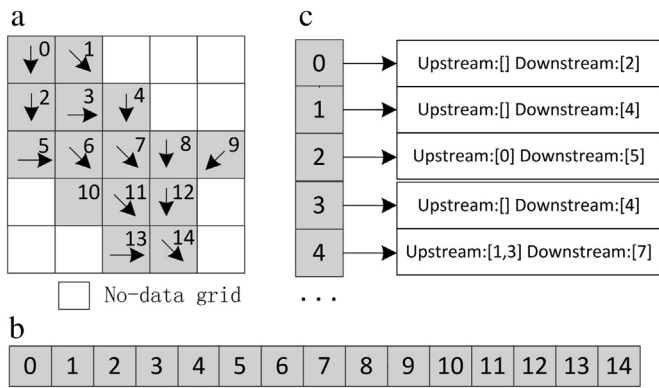 a
0 1
2 3 4
5 6 7 8 9
10 11 12
13 14
No-data grid
c
0 Upstream:[] Downstream:[2]
1 Upstream:[] Downstream:[4]
2 Upstream:[0] Downstream:[5]
3 Upstream:[] Downstream:[4]
4 Upstream:[1,3] Downstream:[7]
...
b
0 1 2 3 4 5 6 7 8 9 10 11 12 13 14